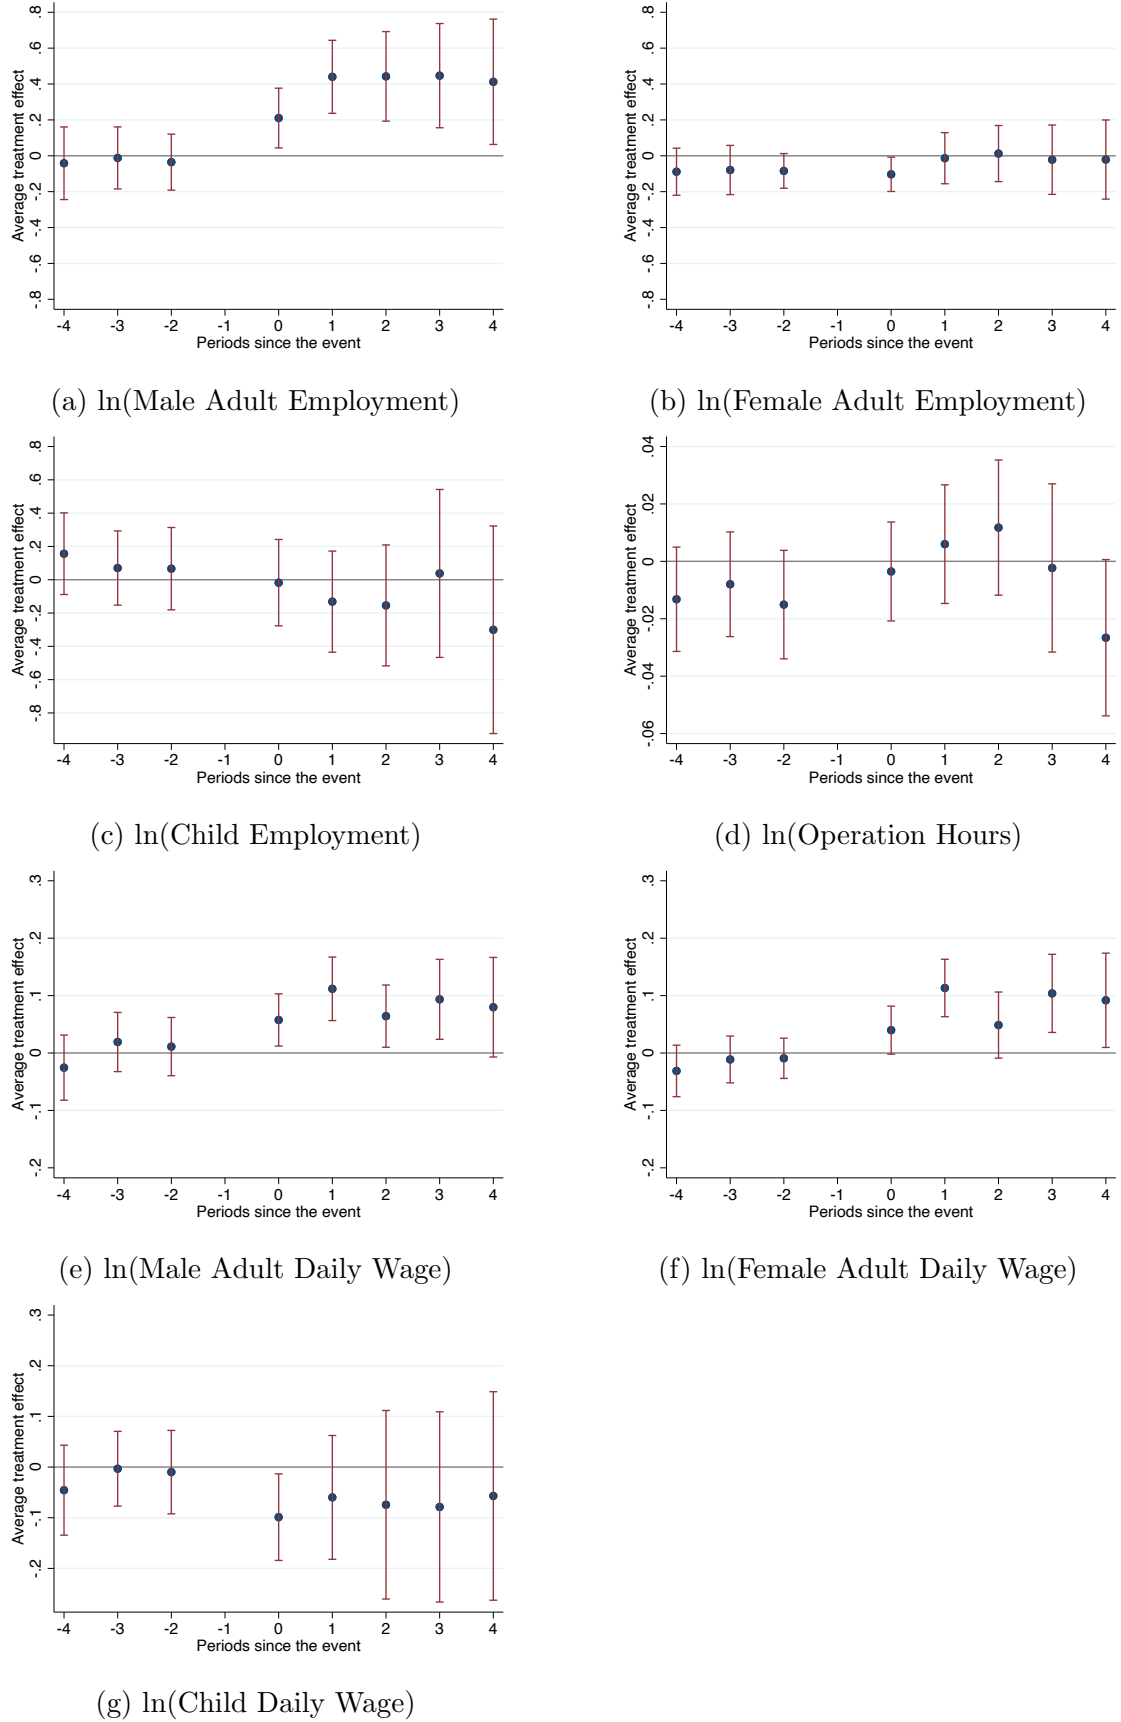 Average treatment effect
.8
.6
.4
.2
0
-.2
-.4
-.6
-.8
-4 -3 -2 -1 0 1 2 3 4
Periods since the event
(a) ln(Male Adult Employment)
Average treatment effect
.8
.6
.4
.2
0
-.2
-.4
-.6
-.8
-4 -3 -2 -1 0 1 2 3 4
Periods since the event
(b) ln(Female Adult Employment)
Average treatment effect
.8
.6
.4
.2
0
-.2
-.4
-.6
-.8
-4 -3 -2 -1 0 1 2 3 4
Periods since the event
(c) ln(Child Employment)
Average treatment effect
.04
.02
0
-.02
-.04
-.06
-4 -3 -2 -1 0 1 2 3 4
Periods since the event
(d) ln(Operation Hours)
Average treatment effect
.3
.2
.1
0
-.1
-.2
-4 -3 -2 -1 0 1 2 3 4
Periods since the event
(e) ln(Male Adult Daily Wage)
Average treatment effect
.3
.2
.1
0
-.1
-.2
-4 -3 -2 -1 0 1 2 3 4
Periods since the event
(f) ln(Female Adult Daily Wage)
Average treatment effect
.3
.2
.1
0
-.1
-.2
-4 -3 -2 -1 0 1 2 3 4
Periods since the event
(g) ln(Child Daily Wage)